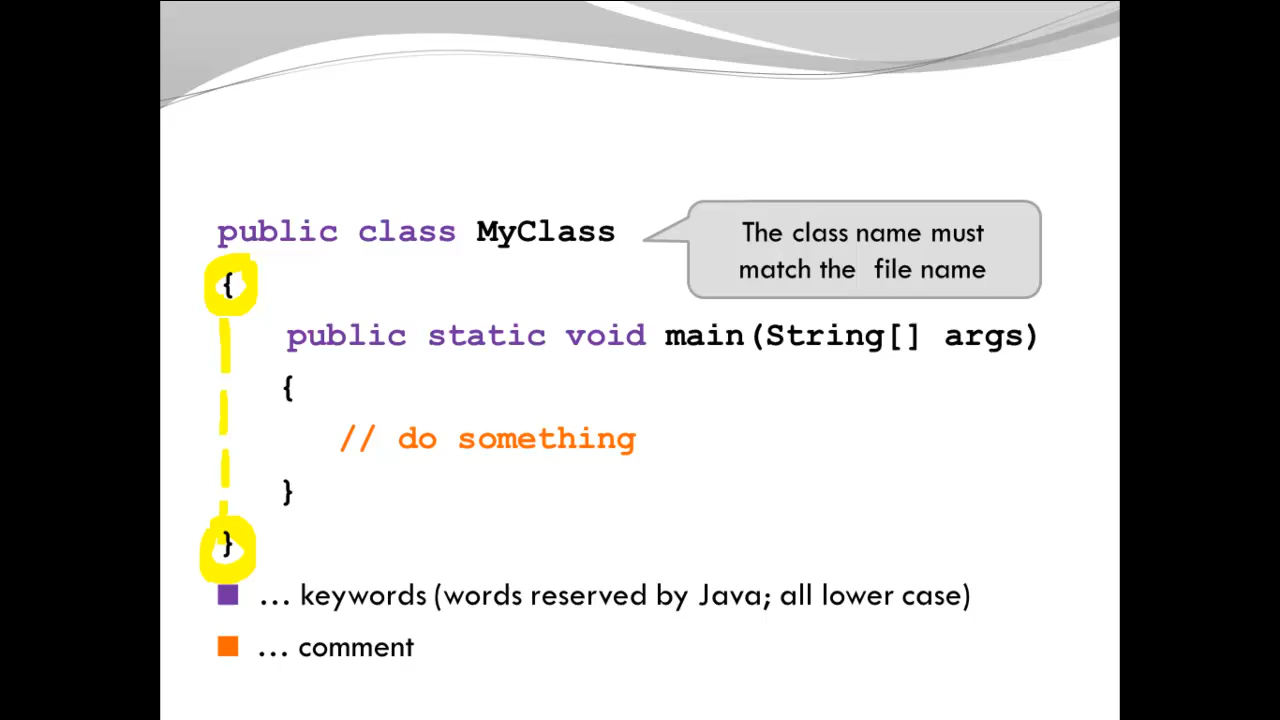 public class MyClass
The class name must
match the file name
{
public static void main(String[] args)
{
// do something
}
}
... keywords (words reserved by Java; all lower case)
... comment